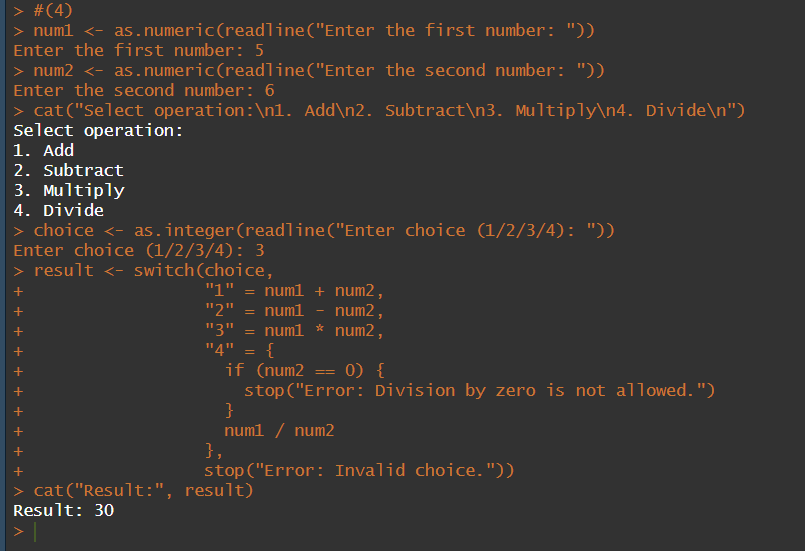 > #(4)
> num1 <- as.numeric(readline("Enter the first number: "))
Enter the first number: 5
> num2 <- as.numeric(readline("Enter the second number: "))
Enter the second number: 6
> cat("Select operation:\n1. Add\n2. Subtract\n3. Multiply\n4. Divide\n")
Select operation:
1. Add
2. Subtract
3. Multiply
4. Divide
> choice <- as.integer(readline("Enter choice (1/2/3/4): "))
Enter choice (1/2/3/4): 3
> result <- switch(choice,
+                  "1" = num1 + num2,
+                  "2" = num1 - num2,
+                  "3" = num1 * num2,
+                  "4" = {
+                    if (num2 == 0) {
+                      stop("Error: Division by zero is not allowed.")
+                    }
+                    num1 / num2
+                  },
+                  stop("Error: Invalid choice."))
> cat("Result:", result)
Result: 30
>